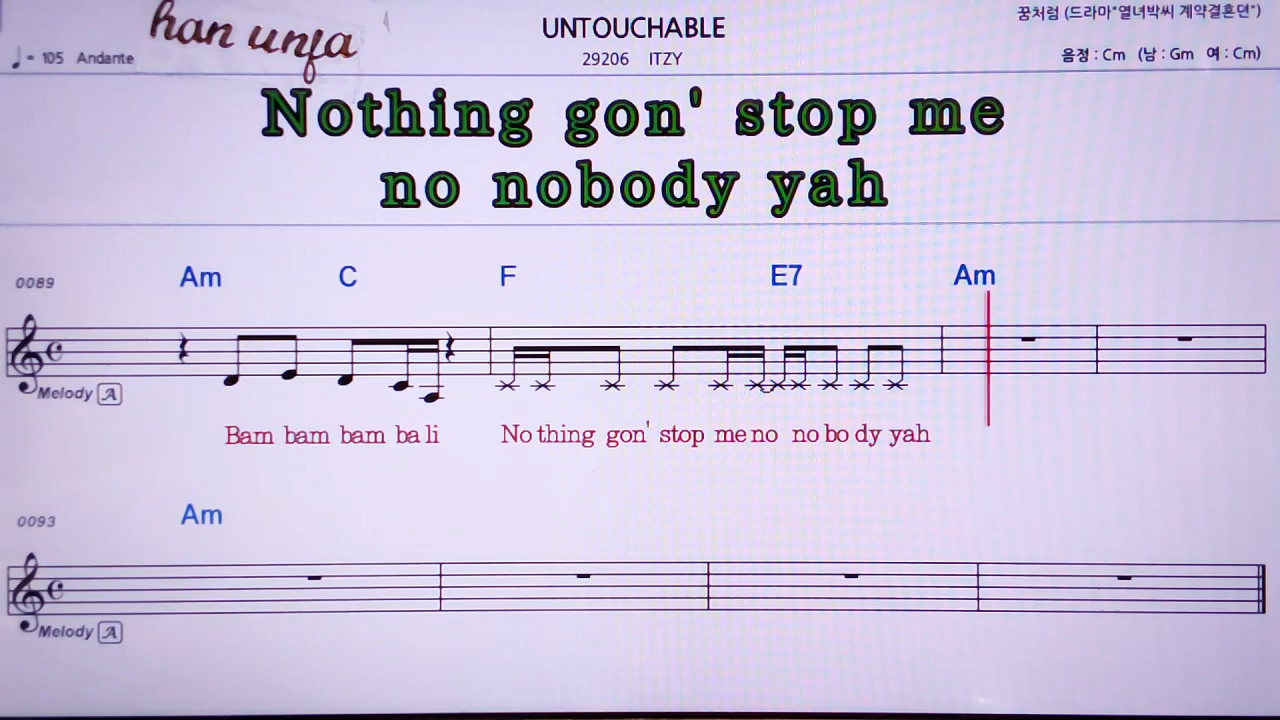 han unja
UNTOUCHABLE
꿈처럼 (드라마"열녀박씨 계약결혼뎐")
♩ = 105 Andante
29206 ITZY
음정 : Cm (남 : Gm 여 : Cm)
Nothing gon' stop me
no nobody yah
0089 Am C F E7 Am
Melody A
Bam bam bam ba li No thing gon' stop me no no bo dy yah
0093 Am
Melody A